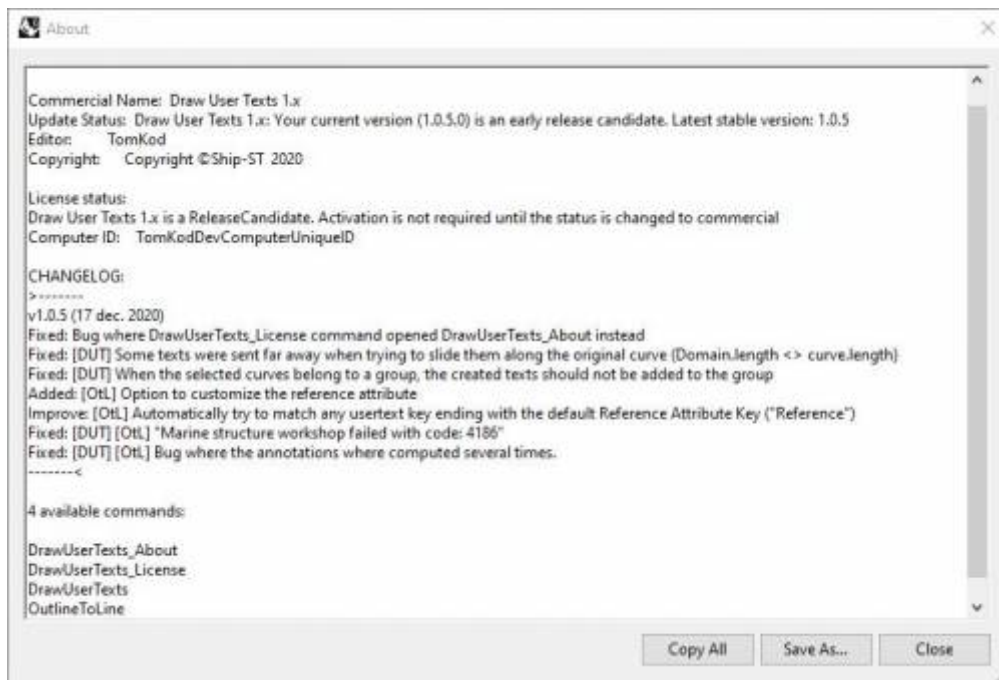 About
Commercial Name: Draw User Texts 1.x
Update Status: Draw User Texts 1.x: Your current version (1.0.5.0) is an early release candidate. Latest stable version: 1.0.5
Editor: TomKod
Copyright: Copyright ©Ship-ST 2020
License status:
Draw User Texts 1.x is a ReleaseCandidate. Activation is not required until the status is changed to commercial
Computer ID: TomKodDevComputerUniqueID
CHANGELOG:
>-------
v1.0.5 (17 dec. 2020)
Fixed: Bug where DrawUserTexts_License command opened DrawUserTexts_About instead
Fixed: [DUT] Some texts were sent far away when trying to slide them along the original curve (Domain.length <> curve.length)
Fixed: [DUT] When the selected curves belong to a group, the created texts should not be added to the group
Added: [OtL] Option to customize the reference attribute
Improve: [OtL] Automatically try to match any usertext key ending with the default Reference Attribute Key ("Reference")
Fixed: [DUT] [OtL] "Marine structure workshop failed with code: 4186"
Fixed: [DUT] [OtL] Bug where the annotations where computed several times.
-------<
4 available commands:
DrawUserTexts_About
DrawUserTexts_License
DrawUserTexts
OutlineToLine
Copy All Save As... Close